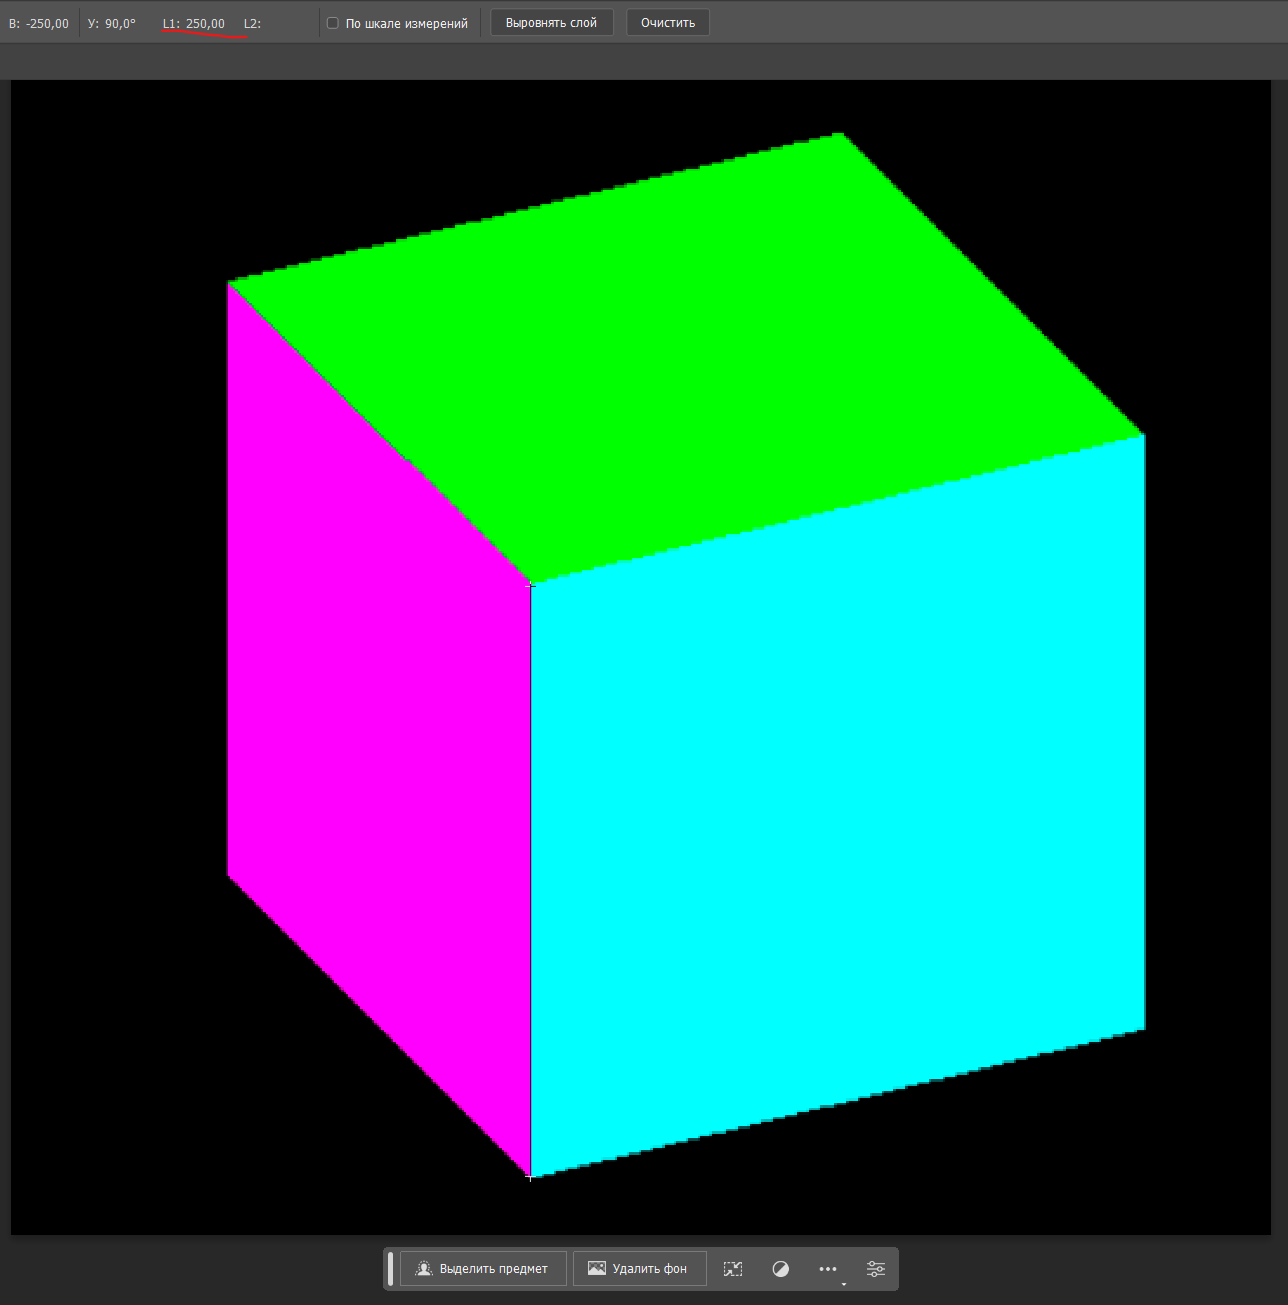 В: -250,00 У: 90,0° L1: 250,00 L2: По шкале измерений Выровнять слой Очистить
Выделить предмет Удалить фон